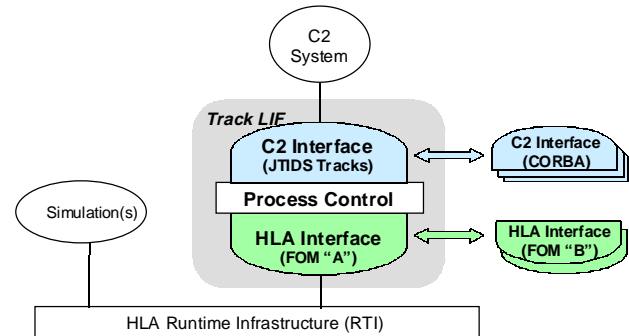 C2
System
Track LIE
C2 Interface
(JTIDS Tracks)
C2 Interface
(CORBA)
Process Control
Simulation(s)
HLA Interface
(FOM “A”)
HLA Interface
(FOM “B”)
HLA Runtime Infrastructure (RTI)